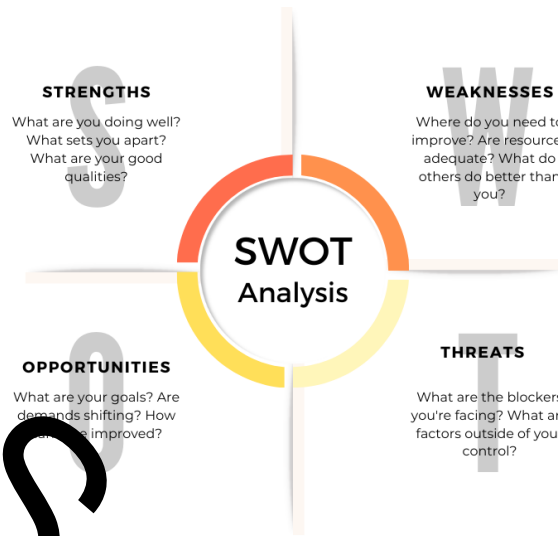 S
STRENGTHS
What are you doing well?
What sets you apart?
What are your good
qualities?
W
WEAKNESSES
Where do you need to
improve? Are resource
adequate? What do
others do better than
you?
SWOT
Analysis
O
OPPORTUNITIES
What are your goals? Are
demands shifting? How
improved?
T
THREATS
What are the blockers
you're facing? What ar
factors outside of you
control?